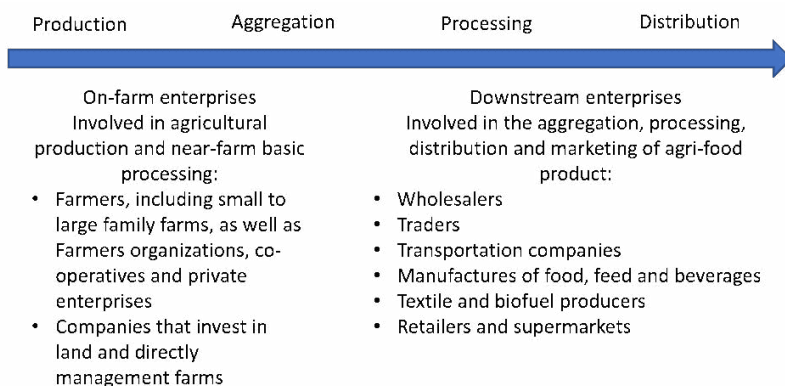 Production
Aggregation
Processing
Distribution
On-farm enterprises
Involved in agricultural
production and near-farm basic
processing:
• Farmers, including small to
large family farms, as well as
Farmers organizations, co-
operatives and private
enterprises
• Companies that invest in
land and directly
management farms
Downstream enterprises
Involved in the aggregation, processing,
distribution and marketing of agri-food
product:
• Wholesalers
• Traders
• Transportation companies
• Manufactures of food, feed and beverages
• Textile and biofuel producers
• Retailers and supermarkets